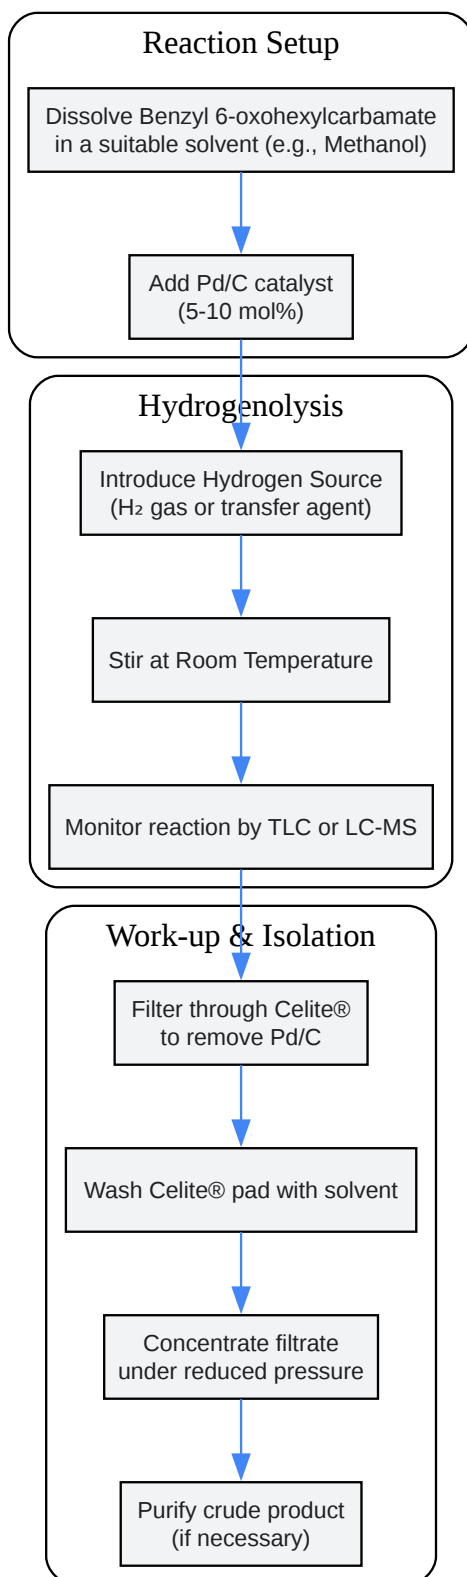 Reaction Setup
Dissolve Benzyl 6-oxohexylcarbamate
in a suitable solvent (e.g., Methanol)
Add Pd/C catalyst
(5-10 mol%)
Hydrogenolysis
Introduce Hydrogen Source
(H₂ gas or transfer agent)
Stir at Room Temperature
Monitor reaction by TLC or LC-MS
Work-up & Isolation
Filter through Celite®
to remove Pd/C
Wash Celite® pad with solvent
Concentrate filtrate
under reduced pressure
Purify crude product
(if necessary)